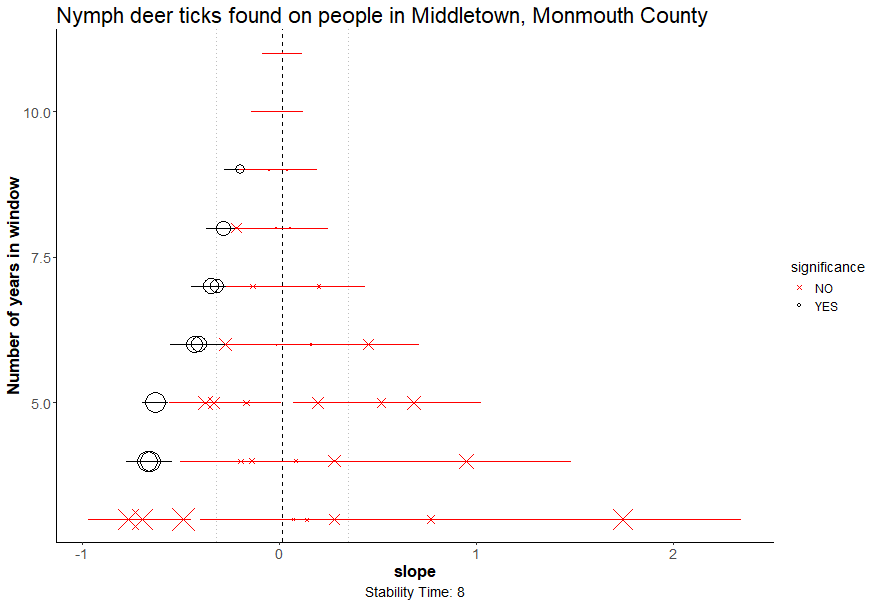 Nymph deer ticks found on people in Middletown, Monmouth County
10.0
7.5
5.0
Number of years in window
-1
0
1
2
slope
Stability Time: 8
significance
NO
YES